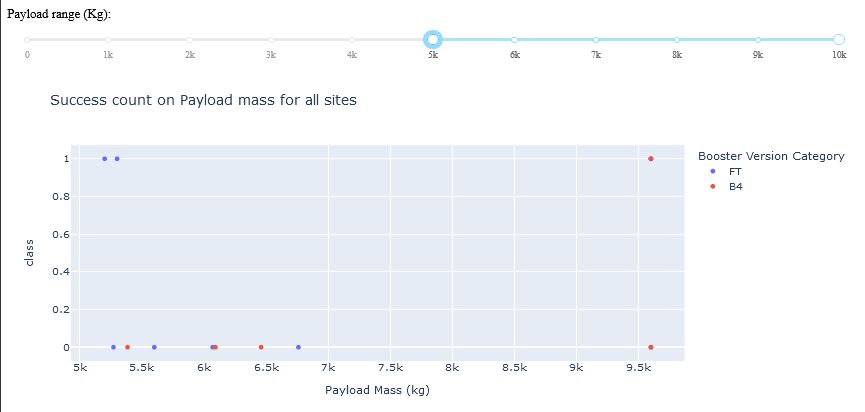 Payload range (Kg):
0 1k 2k 3k 4k 5k 6k 7k 8k 9k 10k
Success count on Payload mass for all sites
Booster Version Category
FT
B4
1
0.8
0.6
0.4
0.2
0
class
5k 5.5k 6k 6.5k 7k 7.5k 8k 8.5k 9k 9.5k
Payload Mass (kg)